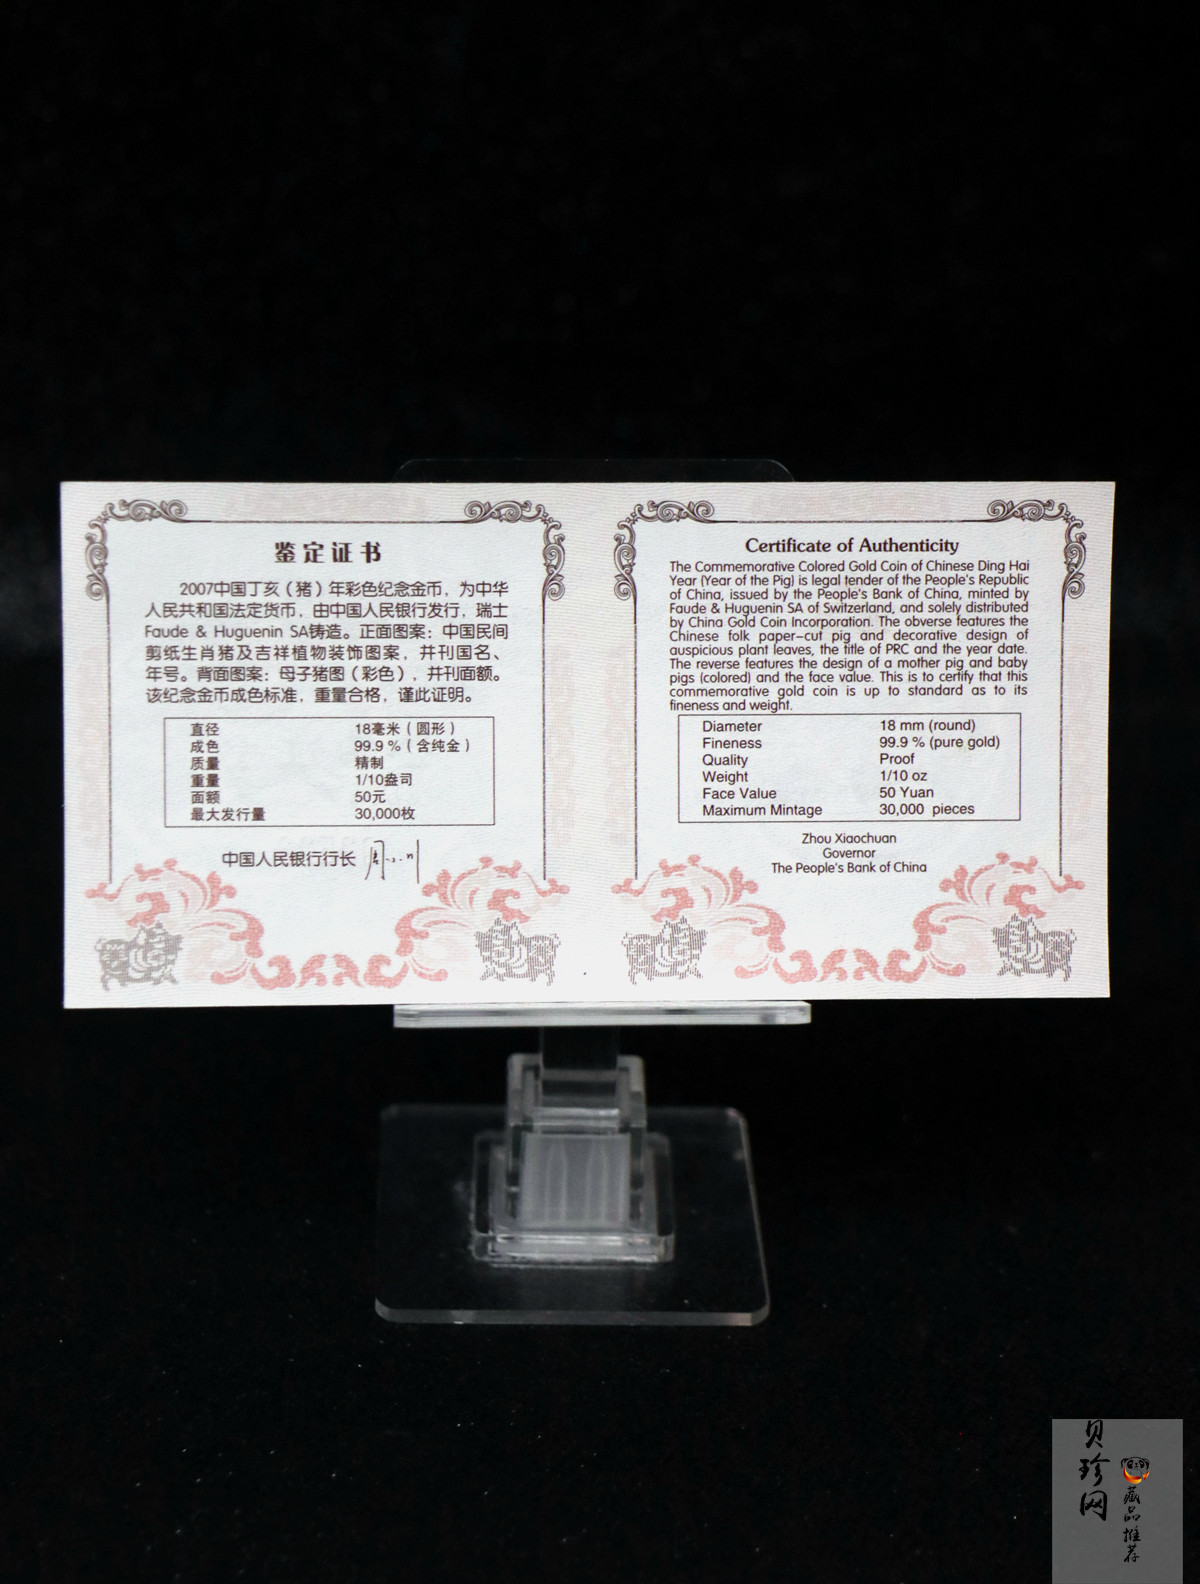 鉴定证书
2007中国丁亥（猪）年彩色纪念金币，为中华
人民共和国法定货币，由中国人民银行发行，瑞士
Faude & Huguenin SA铸造。正面图案：中国民间
剪纸生肖猪及吉祥植物装饰图案，并刊国名、
年号。背面图案：母子猪图（彩色），并刊面额。
该纪念金币成色标准，重量合格，谨此证明。
直径 18毫米（圆形）
成色 99.9 %（含纯金）
质量 精制
重量 1/10盎司
面额 50元
最大发行量 30,000枚
中国人民银行行长
Certificate of Authenticity
The Commemorative Colored Gold Coin of Chinese Ding Hai
Year (Year of the Pig) is legal tender of the People's Republic
of China, issued by the People's Bank of China, minted by
Faude & Huguenin SA of Switzerland, and solely distributed
by China Gold Coin Incorporation. The obverse features the
Chinese folk paper-cut pig and decorative design of
auspicious plant leaves, the title of PRC and the year date.
The reverse features the design of a mother pig and baby
pigs (colored) and the face value. This is to certify that this
commemorative gold coin is up to standard as to its
fineness and weight.
Diameter 18 mm (round)
Fineness 99.9 % (pure gold)
Quality Proof
Weight 1/10 oz
Face Value 50 Yuan
Maximum Mintage 30,000 pieces
Zhou Xiaochuan
Governor
The People's Bank of China
贝珍网
藏品推荐